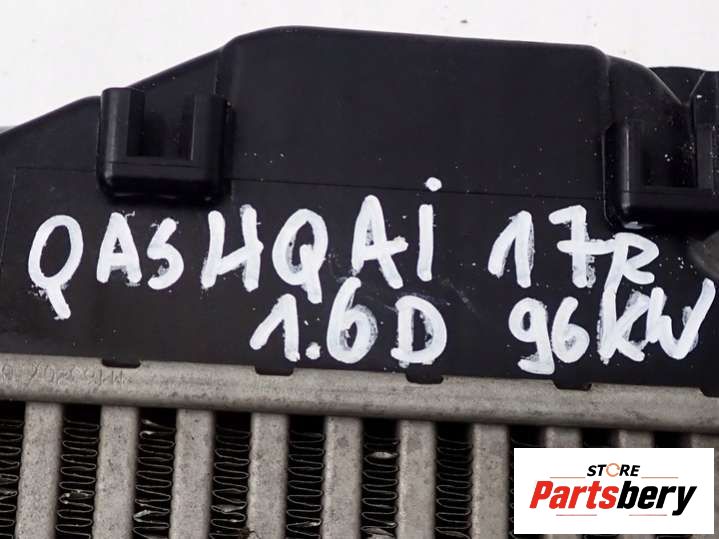 QASHQAi 17R
1.6D 96KW
STORE
Partsbery